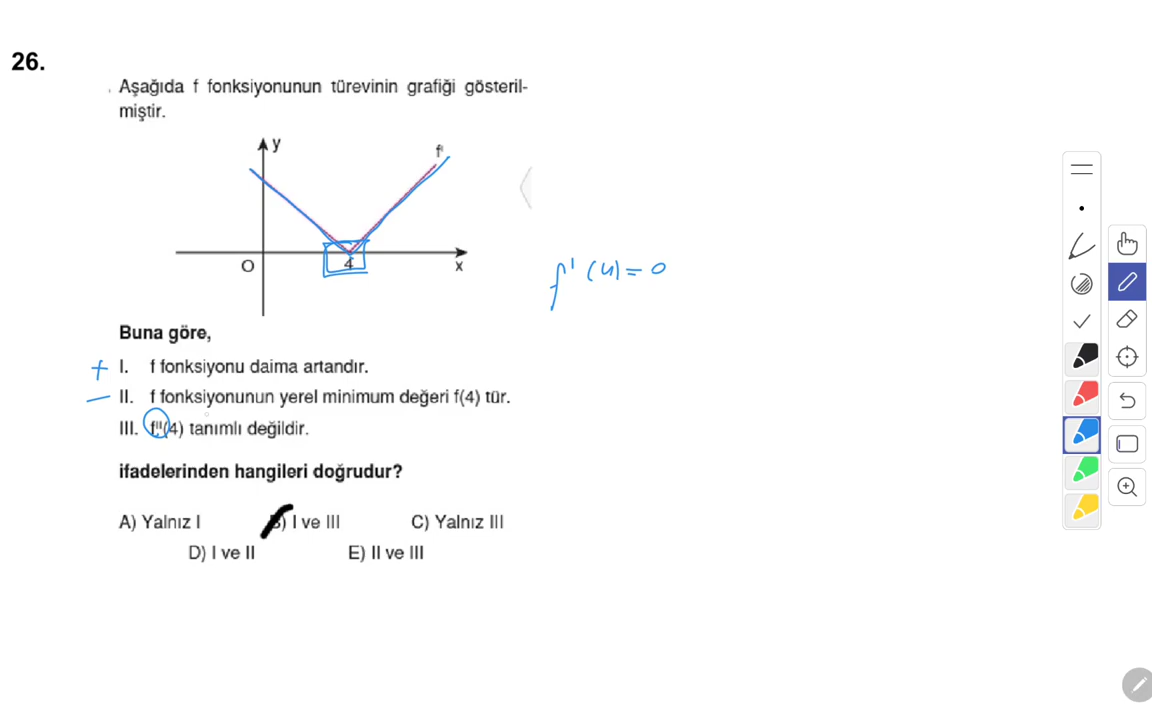 26.
Aşağıda f fonksiyonunun türevinin grafiği gösteril-
miştir.
y
f'
O
4
x
f'(4)=0
Buna göre,
+ I. f fonksiyonu daima artandır.
– II. f fonksiyonunun yerel minimum değeri f(4) tür.
III. f''(4) tanımlı değildir.
ifadelerinden hangileri doğrudur?
A) Yalnız I B) I ve III C) Yalnız III
D) I ve II E) II ve III